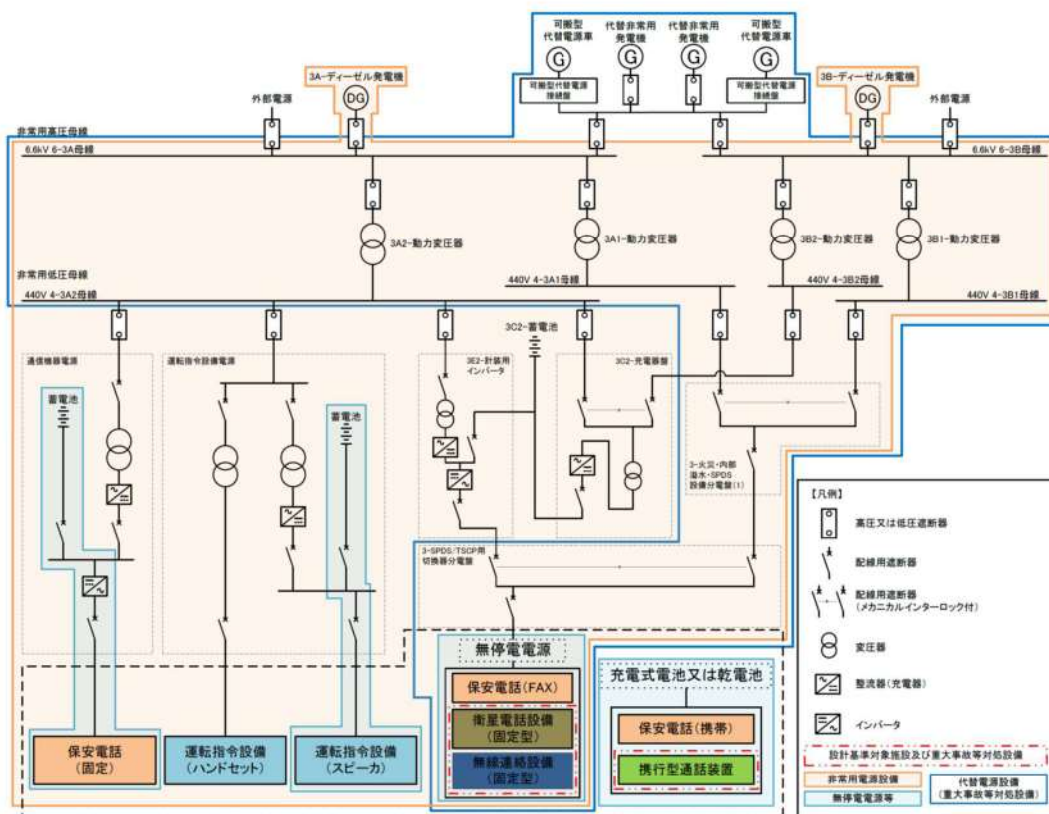 可搬型
代替電源車
代替非常用
発電機
代替非常用
発電機
可搬型
代替電源車
G
G
G
G
可搬型代替電源
接続盤
可搬型代替電源
接続盤
3A-ディーゼル発電機
DG
外部電源
3B-ディーゼル発電機
DG
外部電源
非常用高圧母線
6.6kV 6-3A母線
6.6kV 6-3B母線
3A2-動力変圧器
3A1-動力変圧器
3B2-動力変圧器
3B1-動力変圧器
非常用低圧母線
440V 4-3A2母線
440V 4-3A1母線
440V 4-3B2母線
440V 4-3B1母線
通信機器電源
蓄電池
運転指令設備電源
蓄電池
3E2-計装用
インバータ
3C2-蓄電池
3C2-充電器盤
3-火災・内部
溢水・SPDS
設備分電盤(1)
3-SPDS/TSCP用
切換器分電盤
無停電電源
保安電話(FAX)
衛星電話設備
(固定型)
無線連絡設備
(固定型)
充電式電池又は乾電池
保安電話(携帯)
携行型通話装置
保安電話
(固定)
運転指令設備
(ハンドセット)
運転指令設備
(スピーカ)
【凡例】
高圧又は低圧遮断器
配線用遮断器
配線用遮断器
(メカニカルインターロック付)
変圧器
整流器(充電器)
インバータ
設計基準対象施設及び重大事故等対処設備
非常用電源設備
無停電電源等
代替電源設備
(重大事故等対処設備)